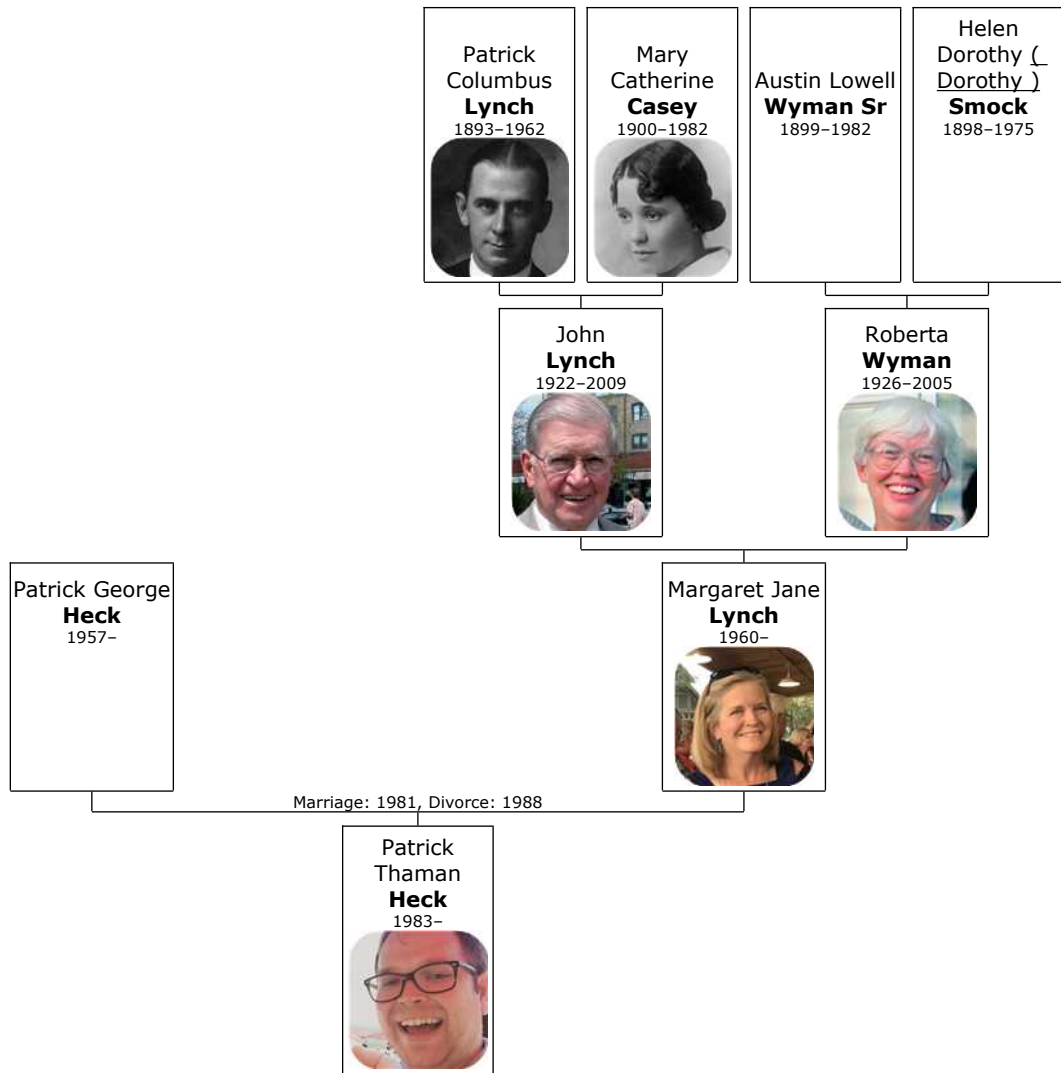 Patrick
Columbus
Lynch
1893–1962
Mary
Catherine
Casey
1900–1982
Austin Lowell
Wyman Sr
1899–1982
Helen
Dorothy (
Dorothy )
Smock
1898–1975
John
Lynch
1922–2009
Roberta
Wyman
1926–2005
Patrick George
Heck
1957–
Margaret Jane
Lynch
1960–
Marriage: 1981, Divorce: 1988
Patrick
Thaman
Heck
1983–